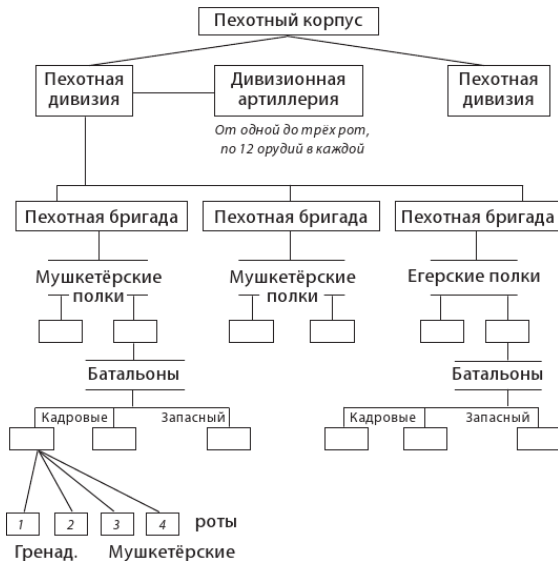 Пехотный корпус
Пехотная
дивизия
Дивизионная
артиллерия
Пехотная
дивизия
От одной до трёх рот,
по 12 орудий в каждой
Пехотная бригада
Пехотная бригада
Пехотная бригада
Мушкетёрские
полки
Мушкетёрские
полки
Егерские полки
Батальоны
Батальоны
Кадровые
Запасный
Кадровые
Запасный
1 2 3 4 роты
Гренад. Мушкетёрские